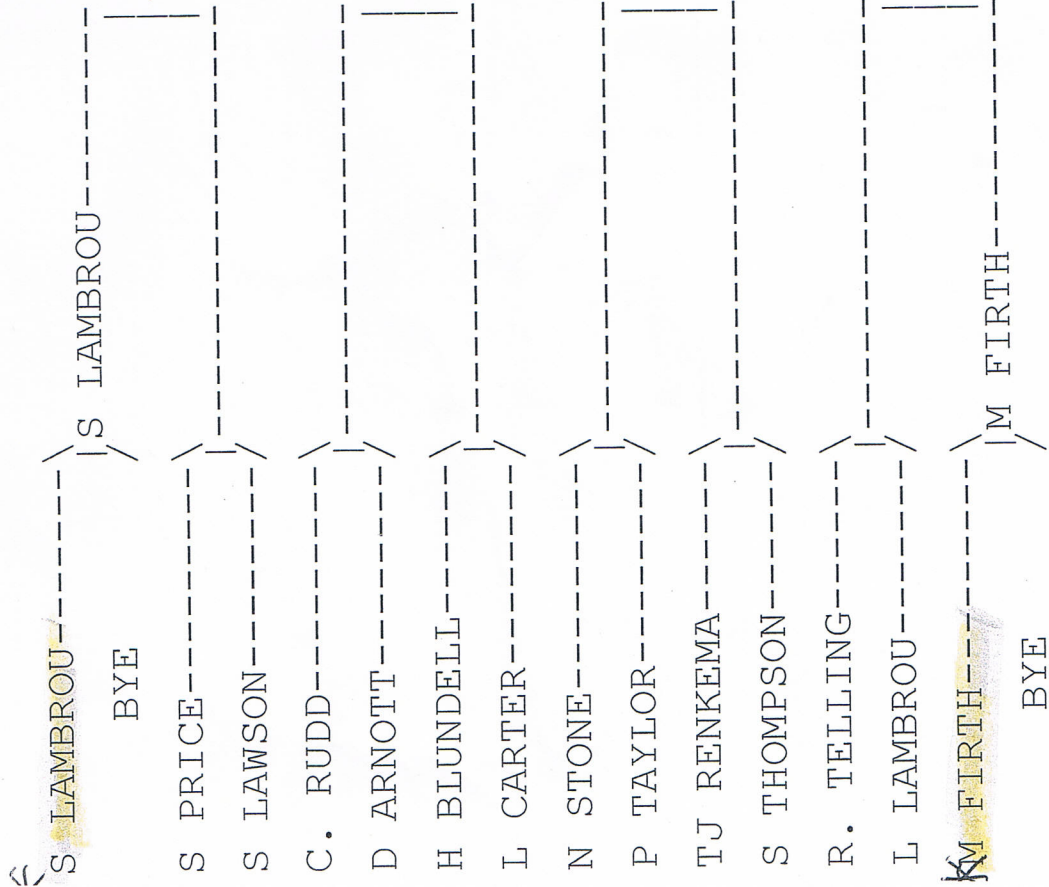 S LAMBROU
S LAMBROU
BYE
S PRICE
S LAWSON
C. RUDD
D ARNOTT
H BLUNDELL
L CARTER
N STONE
P TAYLOR
TJ RENKEMA
S THOMPSON
R. TELLING
L LAMBROU
M FIRTH
M FIRTH
BYE